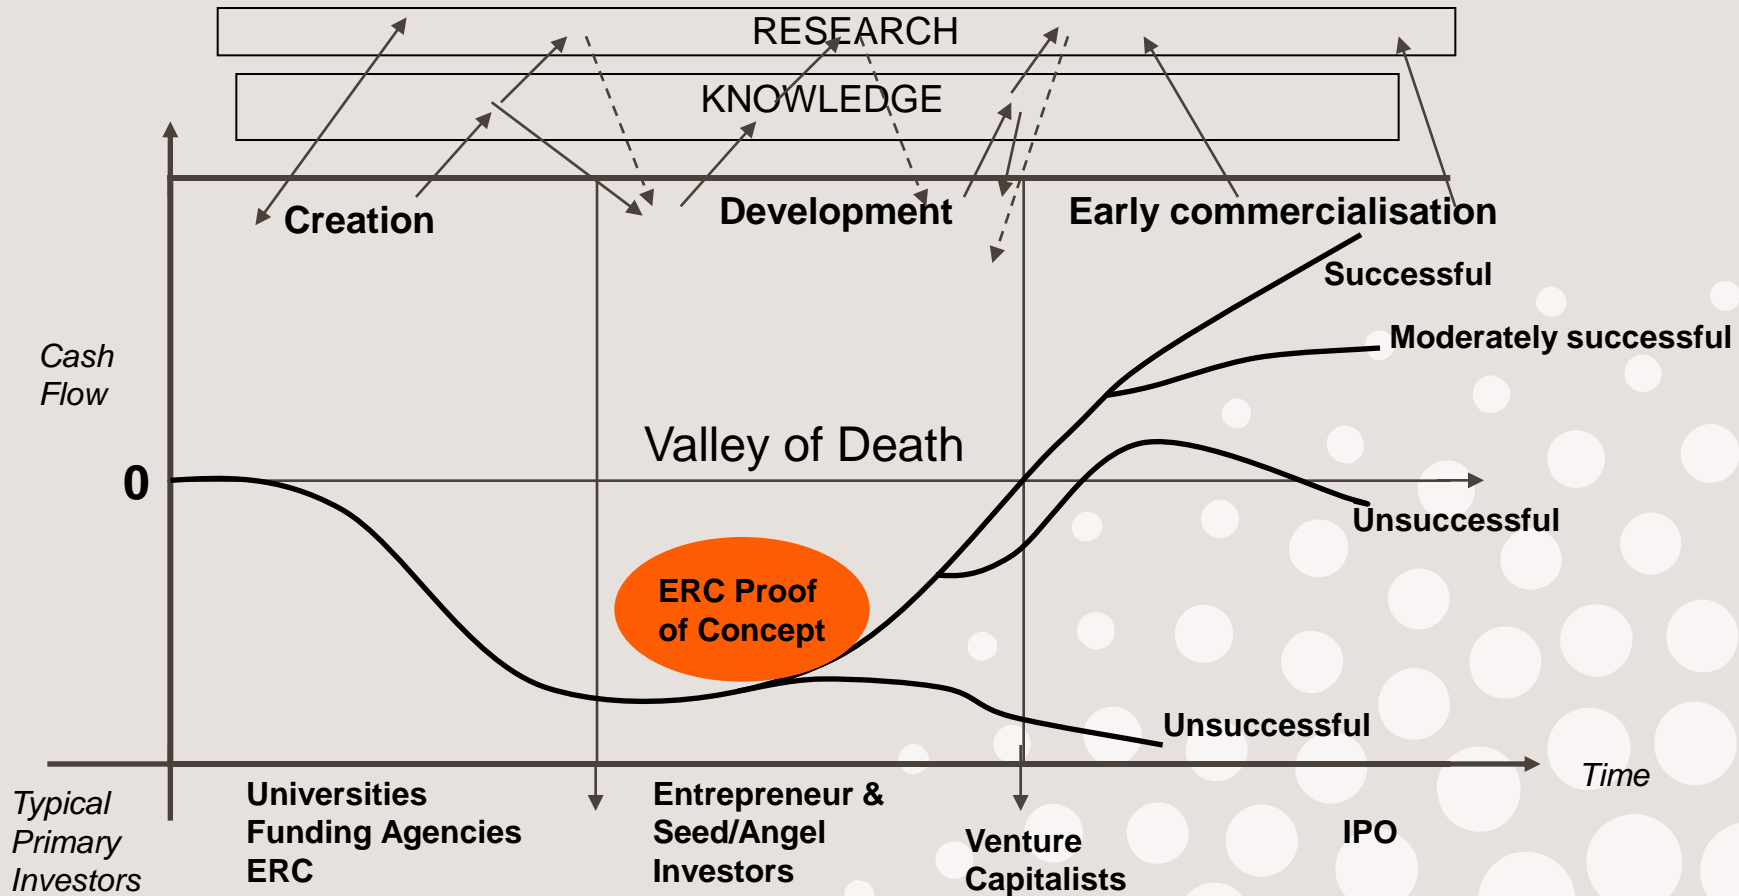 RESEARCH
KNOWLEDGE
Creation
Development
Early commercialisation
Successful
Moderately successful
Cash
Flow
Valley of Death
0
Unsuccessful
ERC Proof
of Concept
Unsuccessful
Time
Typical
Primary
Investors
Universities
Funding Agencies
ERC
Entrepreneur &
Seed/Angel
Investors
Venture
Capitalists
IPO